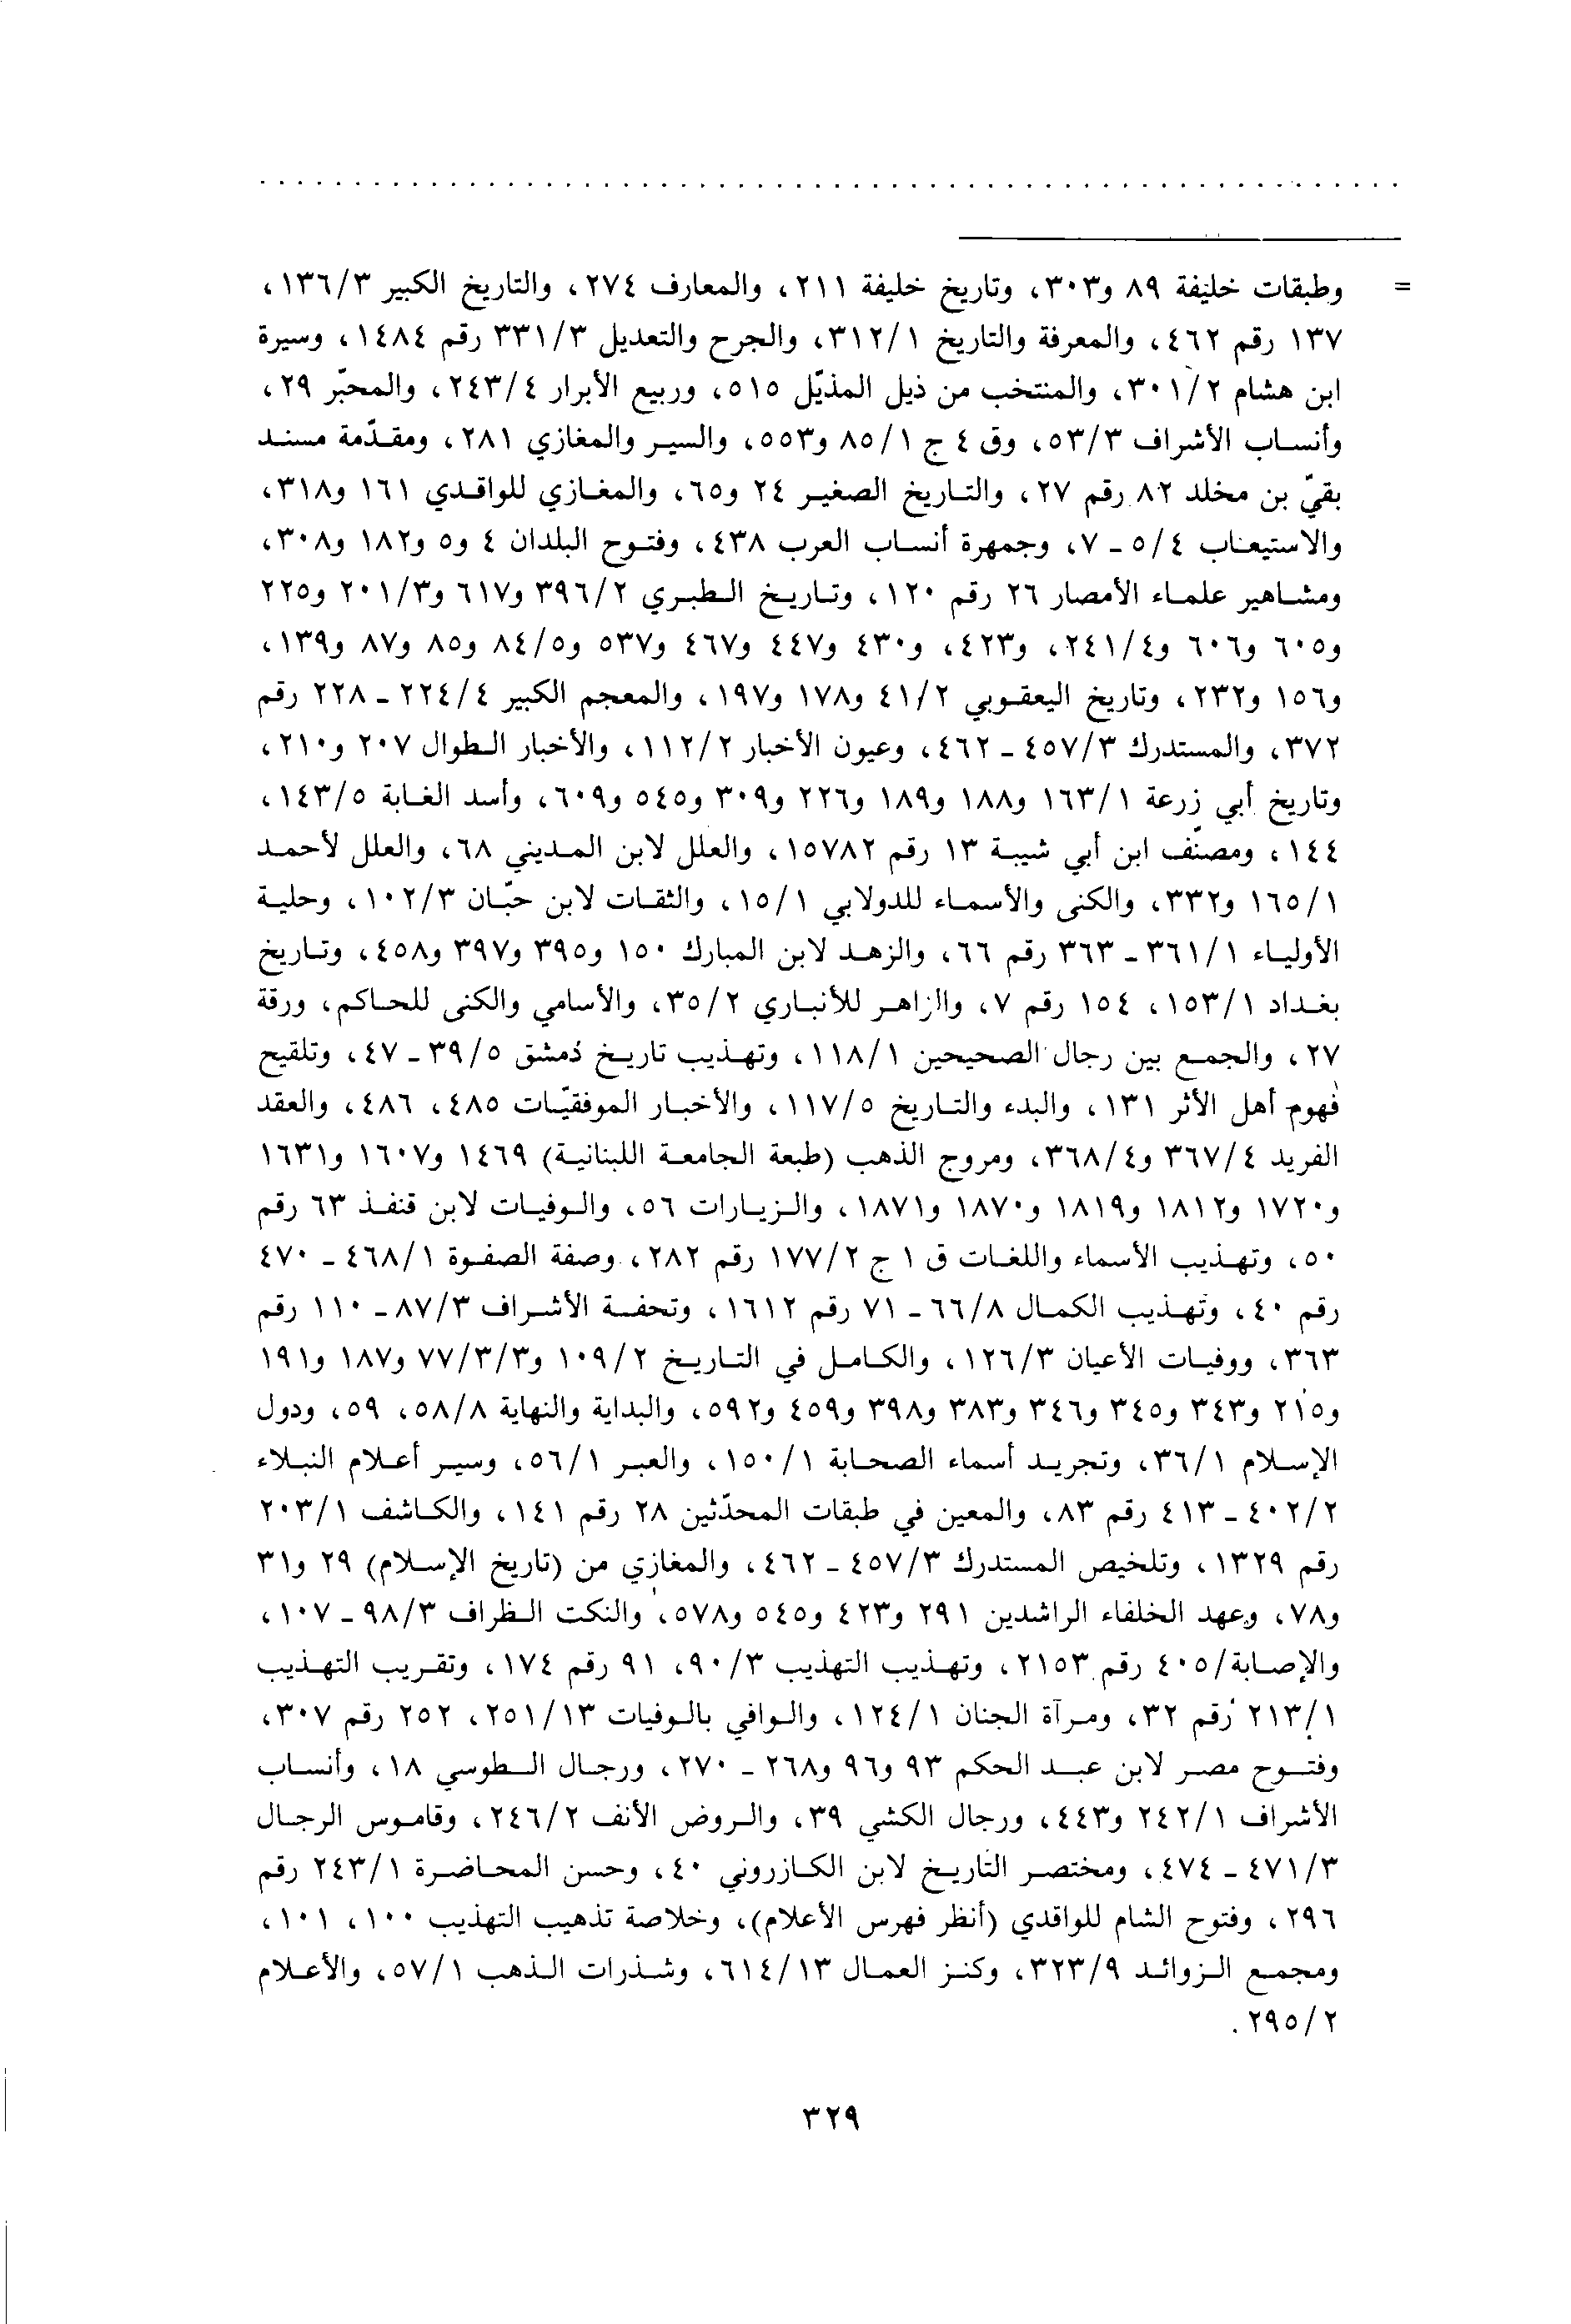 . . . . . . . . . . . . . . . . . . . . . . . . . . . . . . . . . . . . . . . . . . . . . . . . . . . . . . . . . . . .
= وطبقات خليفة ٨٩ و٣٠٣، وتاريخ خليفة ٢١١، والمعارف ٢٧٤، والتاريخ الكبير ١٣٦/٣،
١٣٧ رقم ٤٦٢، والمعرفة والتاريخ ٣١٢/١، والجرح والتعديل ٣٣١/٣ رقم ١٤٨٤، وسيرة
ابن هشام ٣٠١/٢، والمنتخب من ذيل المذيّل ٥١٥، وربيع الأبرار ٢٤٣/٤، والمحبّر ٢٩،
وأنساب الأشراف ٥٣/٣، وق ٤ ج ٨٥/١ و٥٥٣، والسير والمغازي ٢٨١، ومقدّمة مسند
بقيّ بن مخلد ٨٢ رقم ٢٧، والتاريخ الصغير ٢٤ و٦٥، والمغازي للواقدي ١٦١ و٣١٨،
والاستيعاب ٥/٤ - ٧، وجمهرة أنساب العرب ٤٣٨، وفتوح البلدان ٤ و٥ و١٨٢ و٣٠٨،
ومشاهير علماء الأمصار ٢٦ رقم ١٢٠، وتاريخ الطبري ٣٩٦/٢ و٦١٧ و٢٠١/٣ و٢٢٥
و٦٠٥ و٦٠٦ و٢٤١/٤، و٤٢٣، و٤٣٠ و٤٤٧ و٤٦٧ و٥٣٧ و٨٤/٥ و٨٥ و٨٧ و١٣٩،
و١٥٦ و٢٣٢، وتاريخ اليعقوبي ٤١/٢ و١٧٨ و١٩٧، والمعجم الكبير ٢٢٤/٤ - ٢٢٨ رقم
٣٧٢، والمستدرك ٤٥٧/٣ - ٤٦٢، وعيون الأخبار ١١٢/٢، والأخبار الطوال ٢٠٧ و٢١٠،
وتاريخ أبي زرعة ١٦٣/١ و١٨٨ و١٨٩ و٢٢٦ و٣٠٩ و٥٤٥ و٦٠٩، وأسد الغابة ١٤٣/٥،
١٤٤، ومصنّف ابن أبي شيبة ١٣ رقم ١٥٧٨٢، والعلل لابن المديني ٦٨، والعلل لأحمد
١٦٥/١ و٣٣٢، والكنى والأسماء للدولابي ١٥/١، والثقات لابن حبّان ١٠٢/٣، وحلية
الأولياء ٣٦١/١ - ٣٦٣ رقم ٦٦، والزهد لابن المبارك ١٥٠ و٣٩٥ و٣٩٧ و٤٥٨، وتاريخ
بغداد ١٥٣/١، ١٥٤ رقم ٧، والزاهر للأنباري ٣٥/٢، والأسامي والكنى للحاكم، ورقة
٢٧، والجمع بين رجال الصحيحين ١١٨/١، وتهذيب تاريخ دمشق ٣٩/٥ - ٤٧، وتلقيح
فهوم أهل الأثر ١٣١، والبدء والتاريخ ١١٧/٥، والأخبار الموفقيّات ٤٨٥، ٤٨٦، والعقد
الفريد ٣٦٧/٤ و٣٦٨/٤، ومروج الذهب (طبعة الجامعة اللبنانية) ١٤٦٩ و١٦٠٧ و١٦٣١
و١٧٢٠ و١٨١٢ و١٨١٩ و١٨٧٠ و١٨٧١، والزيارات ٥٦، والوفيات لابن قنفذ ٦٣ رقم
٥٠، وتهذيب الأسماء واللغات ق ١ ج ١٧٧/٢ رقم ٢٨٢، وصفة الصفوة ٤٦٨/١ - ٤٧٠
رقم ٤٠، وتهذيب الكمال ٦٦/٨ - ٧١ رقم ١٦١٢، وتحفة الأشراف ٨٧/٣ - ١١٠ رقم
٣٦٣، ووفيات الأعيان ١٢٦/٣، والكامل في التاريخ ١٠٩/٢ و٧٧/٣/٣ و١٨٧ و١٩١
و٢١٥ و٣٤٣ و٣٤٥ و٣٤٦ و٣٨٣ و٣٩٨ و٤٥٩ و٥٩٢، والبداية والنهاية ٥٨/٨، ٥٩، ودول
الإسلام ٣٦/١، وتجريد أسماء الصحابة ١٥٠/١، والعبر ٥٦/١، وسير أعلام النبلاء
٤٠٢/٢ - ٤١٣ رقم ٨٣، والمعين في طبقات المحدّثين ٢٨ رقم ١٤١، والكاشف ٢٠٣/١
رقم ١٣٢٩، وتلخيص المستدرك ٤٥٧/٣ - ٤٦٢، والمغازي من (تاريخ الإسلام) ٢٩ و٣١
و٧٨، وعهد الخلفاء الراشدين ٢٩١ و٤٢٣ و٥٤٥ و٥٧٨، والنكت الظراف ٩٨/٣ - ١٠٧،
والإصابة/٤٠٥ رقم ٢١٥٣، وتهذيب التهذيب ٩٠/٣، ٩١ رقم ١٧٤، وتقريب التهذيب
٢١٣/١ رقم ٣٢، ومرآة الجنان ١٢٤/١، والوافي بالوفيات ٢٥١/١٣، ٢٥٢ رقم ٣٠٧،
وفتوح مصر لابن عبد الحكم ٩٣ و٩٦ و٢٦٨ - ٢٧٠، ورجال الطوسي ١٨، وأنساب
الأشراف ٢٤٢/١ و٤٤٣، ورجال الكشي ٣٩، والروض الأنف ٢٤٦/٢، وقاموس الرجال
٤٧١/٣ - ٤٧٤، ومختصر التاريخ لابن الكازروني ٤٠، وحسن المحاضرة ٢٤٣/١ رقم
٢٩٦، وفتوح الشام للواقدي (أنظر فهرس الأعلام)، وخلاصة تذهيب التهذيب ١٠٠، ١٠١،
ومجمع الزوائد ٣٢٣/٩، وكنز العمال ٦١٤/١٣، وشذرات الذهب ٥٧/١، والأعلام
٢٩٥/٢.
٣٢٩